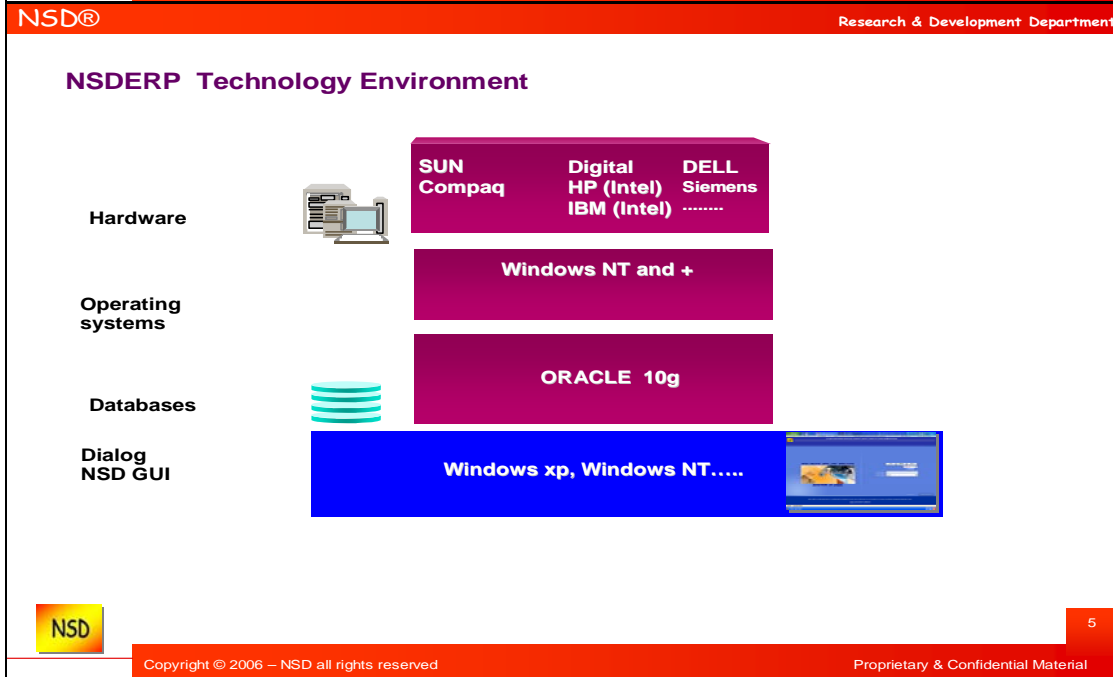 NSD®
Research & Development Department
NSDERP Technology Environment
Hardware
SUN
Compaq
Digital
HP (Intel)
IBM (Intel)
DELL
Siemens
--------
Operating
systems
Windows NT and +
Databases
ORACLE 10g
Dialog
NSD GUI
Windows xp, Windows NT.....
NSD
5
Copyright © 2006 – NSD all rights reserved
Proprietary & Confidential Material